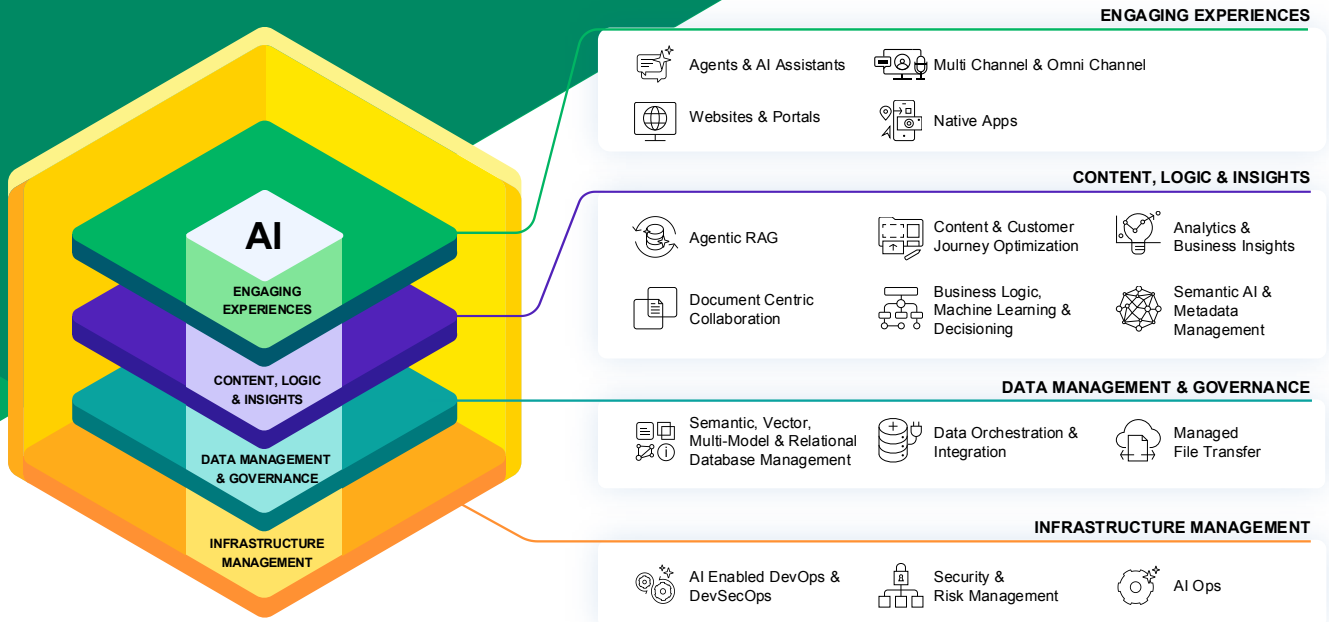 AI
ENGAGING
EXPERIENCES
CONTENT, LOGIC
& INSIGHTS
DATA MANAGEMENT
& GOVERNANCE
INFRASTRUCTURE
MANAGEMENT
ENGAGING EXPERIENCES
Agents & AI Assistants
Multi Channel & Omni Channel
Websites & Portals
Native Apps
CONTENT, LOGIC & INSIGHTS
Agentic RAG
Content & Customer
Journey Optimization
Analytics &
Business Insights
Document Centric
Collaboration
Business Logic,
Machine Learning &
Decisioning
Semantic AI &
Metadata
Management
DATA MANAGEMENT & GOVERNANCE
Semantic, Vector,
Multi-Model & Relational
Database Management
Data Orchestration &
Integration
Managed
File Transfer
INFRASTRUCTURE MANAGEMENT
AI Enabled DevOps &
DevSecOps
Security &
Risk Management
AI Ops